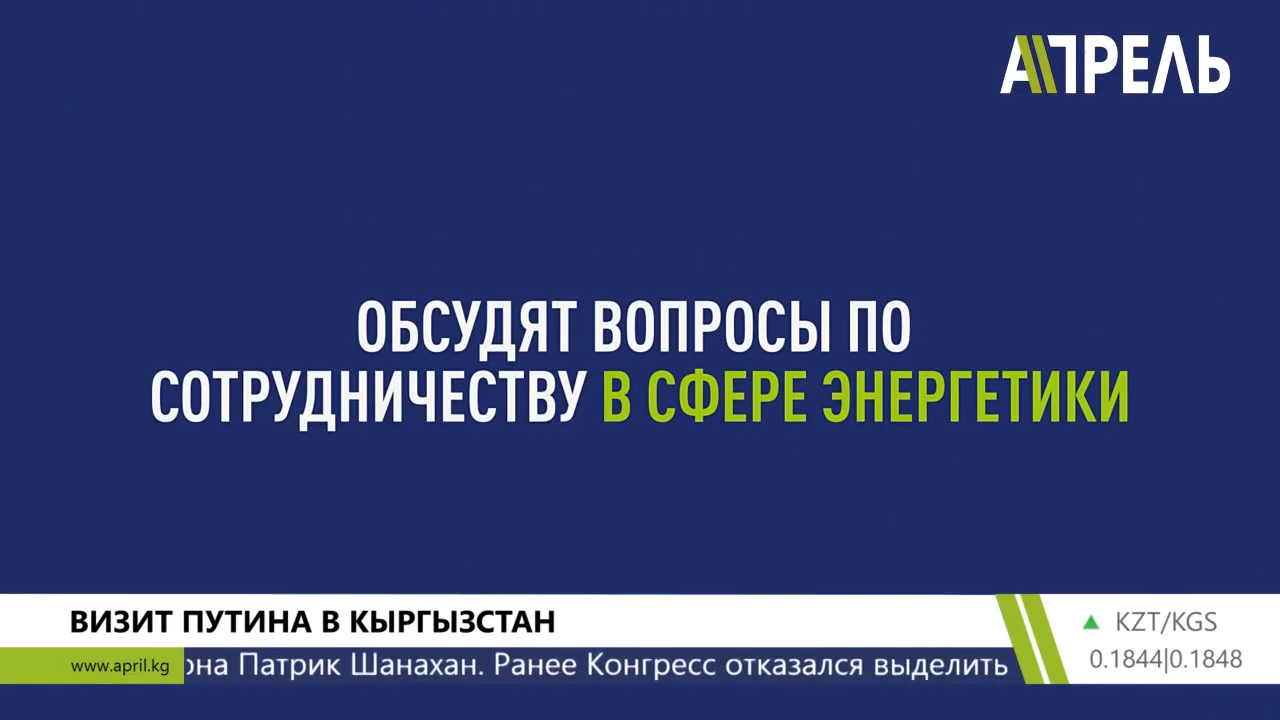 АПРЕЛЬ
ОБСУДЯТ ВОПРОСЫ ПО
СОТРУДНИЧЕСТВУ В СФЕРЕ ЭНЕРГЕТИКИ
ВИЗИТ ПУТИНА В КЫРГЫЗСТАН
KZT/KGS
www.april.kg
Патрик Шанахан. Ранее Конгресс отказался выделить
0.1844|0.1848